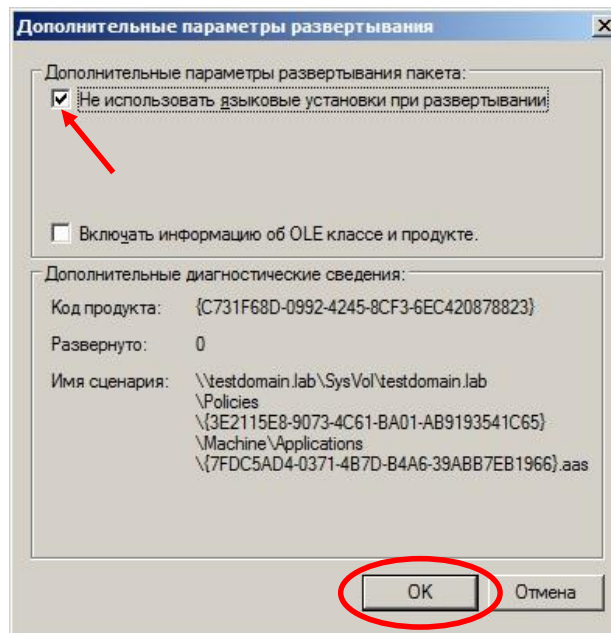 Дополнительные параметры развертывания
Дополнительные параметры развертывания пакета:
Не использовать языковые установки при развертывании
Включать информацию об OLE классе и продукте.
Дополнительные диагностические сведения:
Код продукта: {C731F68D-0992-4245-8CF3-6EC420878823}
Развернуто: 0
Имя сценария: \\testdomain.lab\SysVol\testdomain.lab
\Policies
\{3E2115E8-9073-4C61-BA01-AB9193541C65}
\Machine\Applications
\{7FDC5AD4-0371-4B7D-B4A6-39ABB7EB1966}.aas
OK Отмена